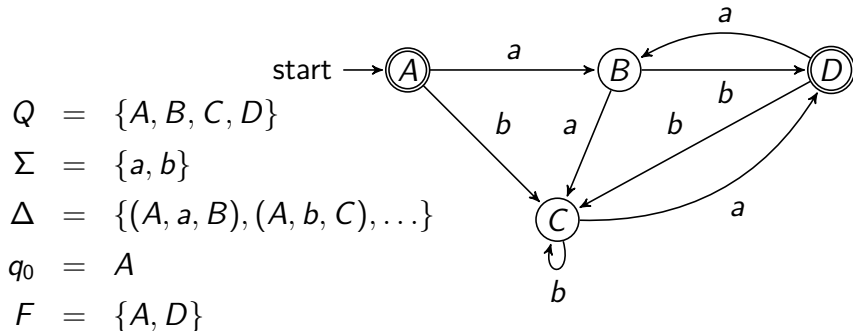 a
start A a B b D
b a b
Q = {A, B, C, D}
Σ = {a, b}
Δ = {(A, a, B), (A, b, C), …}
C a
q₀ = A
b
F = {A, D}